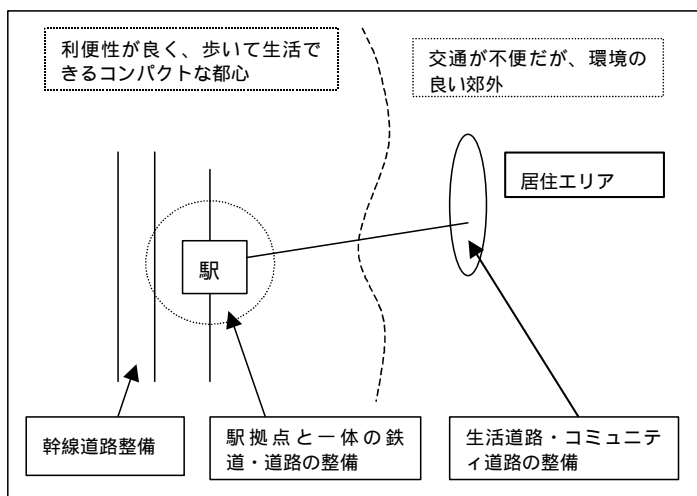 利便性が良く、歩いて生活で
きるコンパクトな都心
交通が不便だが、環境の
良い郊外
居住エリア
駅
幹線道路整備
駅拠点と一体の鉄
道・道路の整備
生活道路・コミュニテ
ィ道路の整備